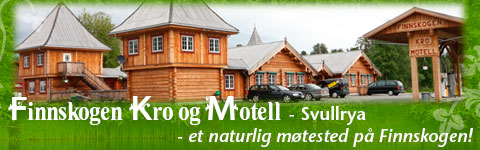 FINNSKOGEN
KRO
MOTELL
Finnskogen Kro og Motell - Svullrya
- et naturlig møtested på Finnskogen!